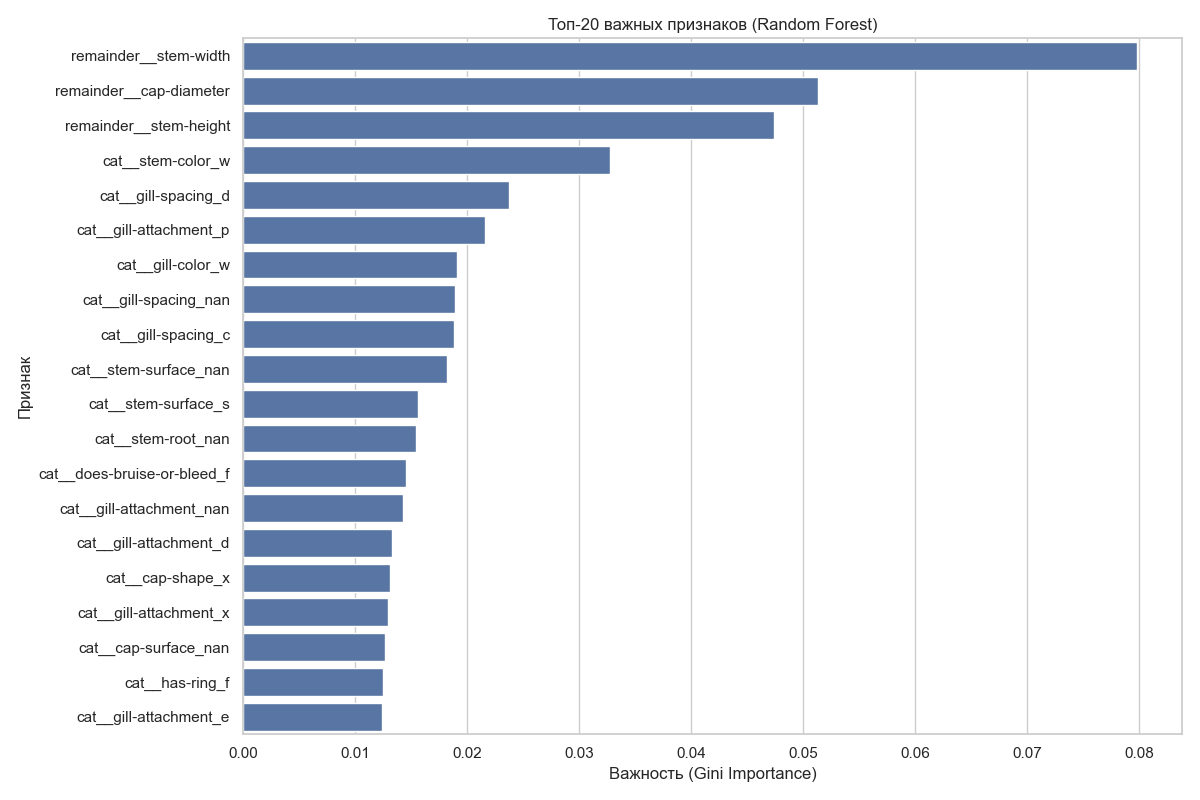 Топ-20 важных признаков (Random Forest)
Признак
remainder__stem-width
remainder__cap-diameter
remainder__stem-height
cat__stem-color_w
cat__gill-spacing_d
cat__gill-attachment_p
cat__gill-color_w
cat__gill-spacing_nan
cat__gill-spacing_c
cat__stem-surface_nan
cat__stem-surface_s
cat__stem-root_nan
cat__does-bruise-or-bleed_f
cat__gill-attachment_nan
cat__gill-attachment_d
cat__cap-shape_x
cat__gill-attachment_x
cat__cap-surface_nan
cat__has-ring_f
cat__gill-attachment_e
0.00 0.01 0.02 0.03 0.04 0.05 0.06 0.07 0.08
Важность (Gini Importance)